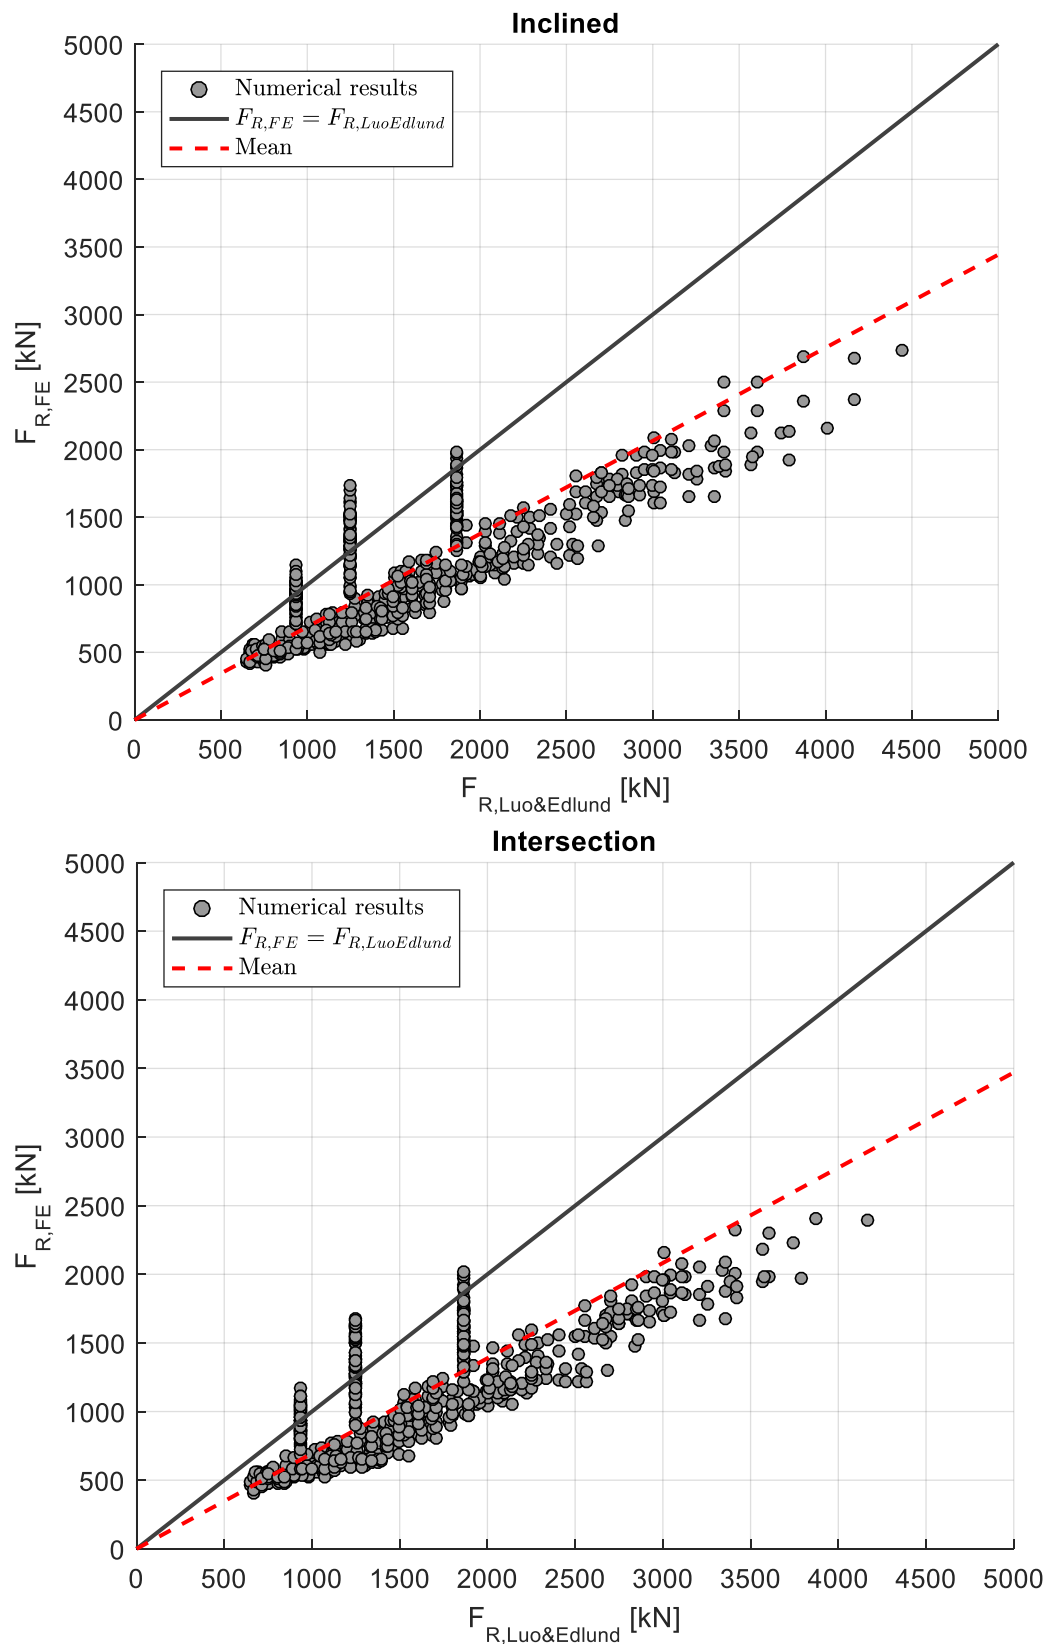 Inclined
5000
4500
4000
3500
3000
2500
2000
1500
1000
500
0
Numerical results
F_{R,FE} = F_{R,LuoEdlund}
Mean
F_{R,FE} [kN]
0 500 1000 1500 2000 2500 3000 3500 4000 4500 5000
F_{R,Luo&Edlund} [kN]
Intersection
5000
4500
4000
3500
3000
2500
2000
1500
1000
500
0
Numerical results
F_{R,FE} = F_{R,LuoEdlund}
Mean
F_{R,FE} [kN]
0 500 1000 1500 2000 2500 3000 3500 4000 4500 5000
F_{R,Luo&Edlund} [kN]